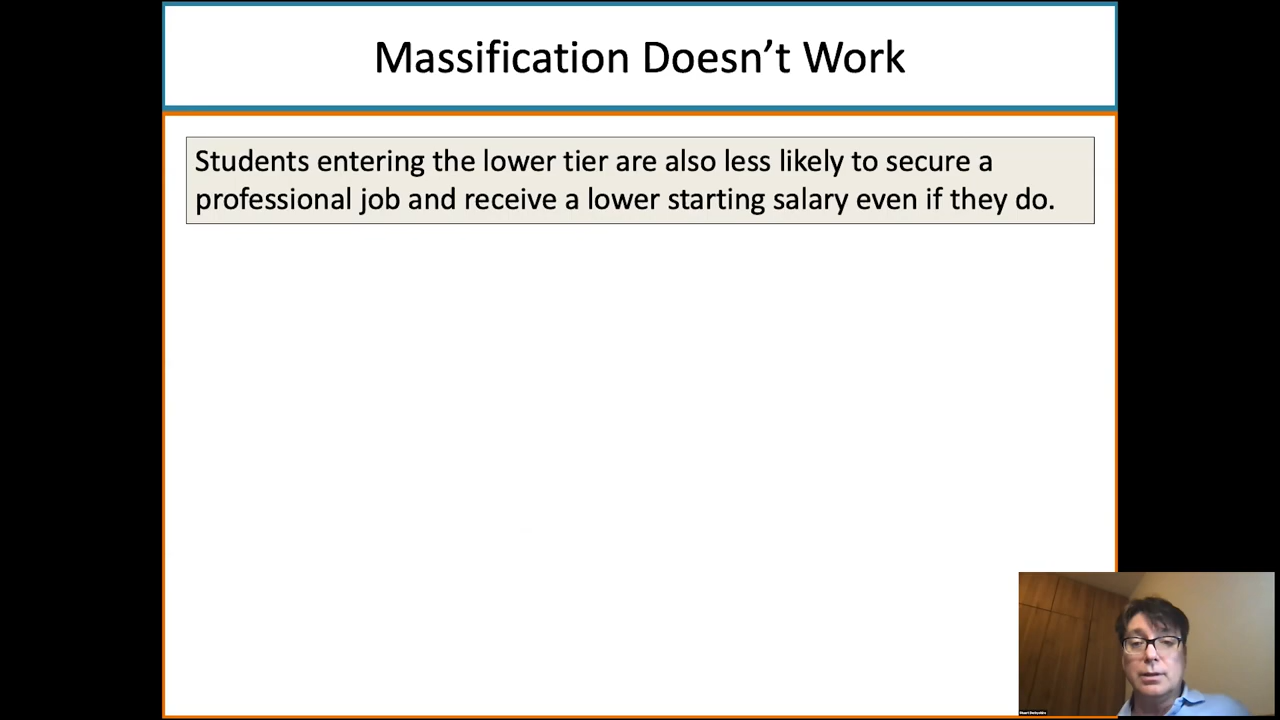 Massification Doesn't Work
Students entering the lower tier are also less likely to secure a
professional job and receive a lower starting salary even if they do.